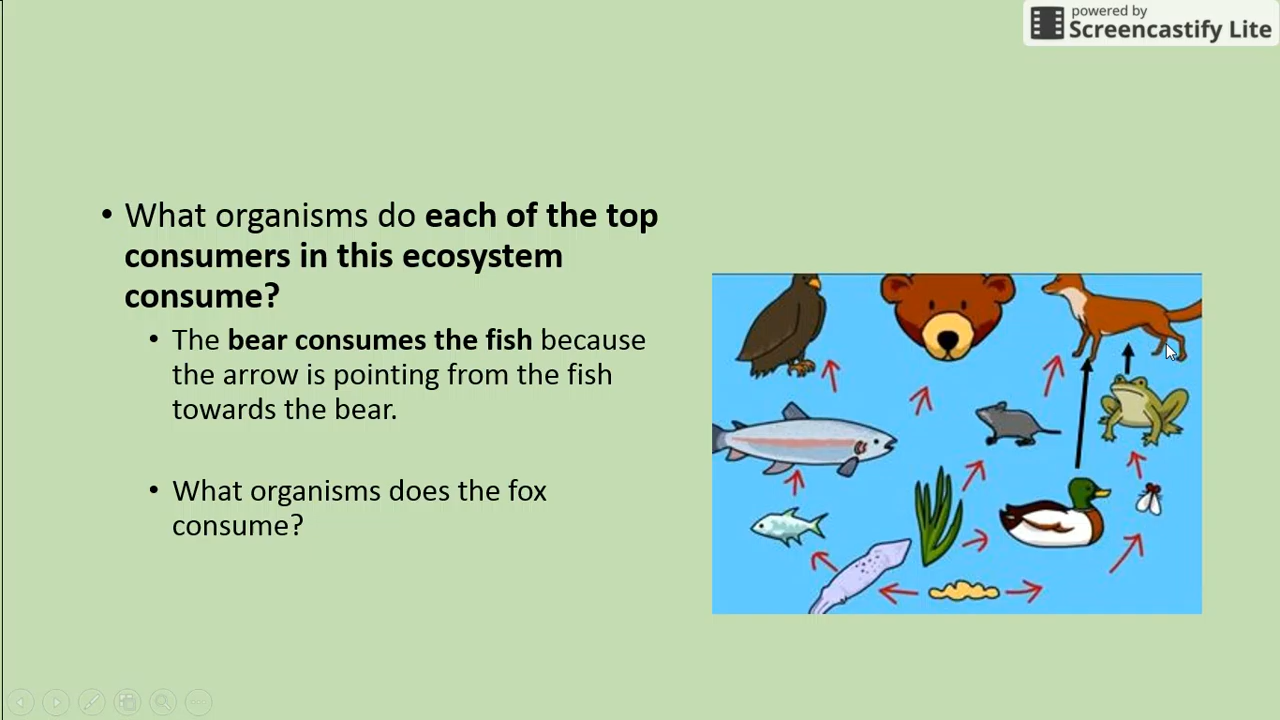 powered by
Screencastify Lite
• What organisms do each of the top
consumers in this ecosystem
consume?
• The bear consumes the fish because
the arrow is pointing from the fish
towards the bear.
• What organisms does the fox
consume?